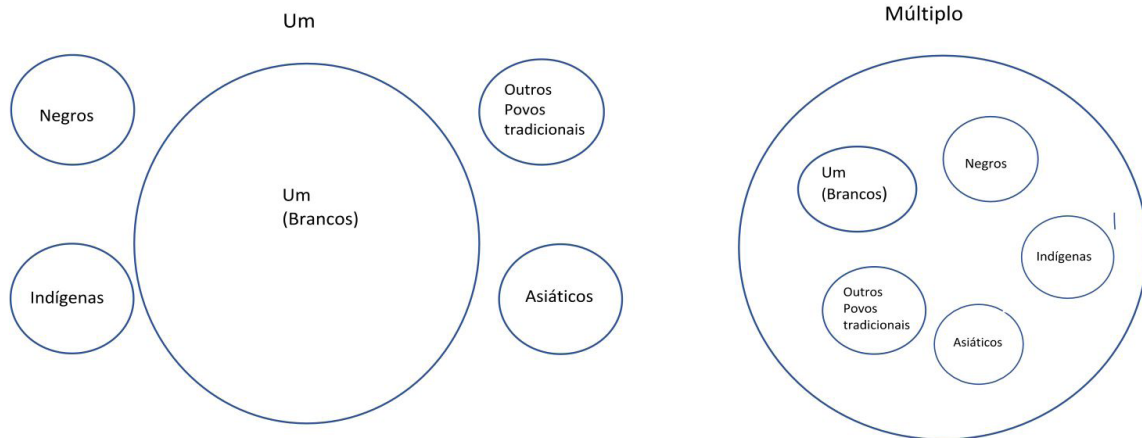 Um
Negros
Outros
Povos
tradicionais
Um
(Brancos)
Indígenas
Asiáticos
Múltiplo
Negros
Um
(Brancos)
Indígenas
Outros
Povos
tradicionais
Asiáticos